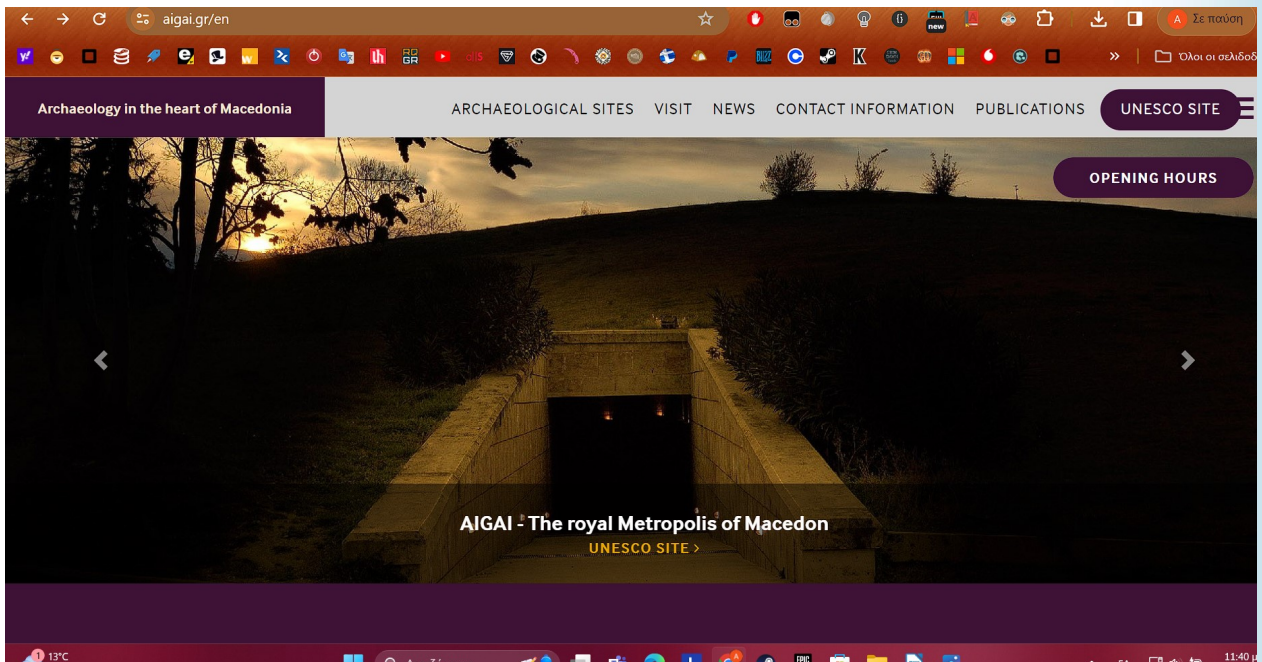 aigai.gr/en
new
Σε παύση
Όλοι οι σελιδοδ
Archaeology in the heart of Macedonia
ARCHAEOLOGICAL SITES
VISIT
NEWS
CONTACT INFORMATION
PUBLICATIONS
UNESCO SITE
OPENING HOURS
AIGAI - The royal Metropolis of Macedon
UNESCO SITE >
13°C
11:40 μ